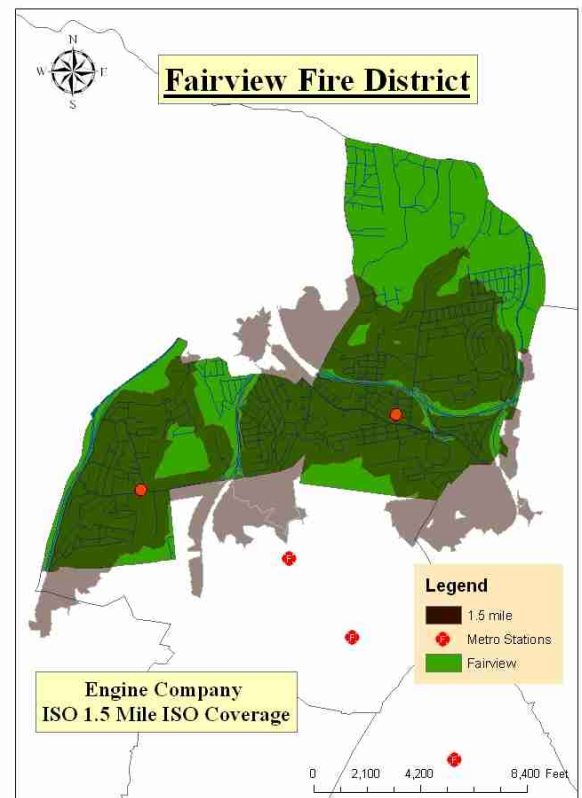 N
W E
S
Fairview Fire District
F
F
F
Legend
1.5 mile
F Metro Stations
Fairview
Engine Company
ISO 1.5 Mile ISO Coverage
0 2,100 4,200 8,400 Feet